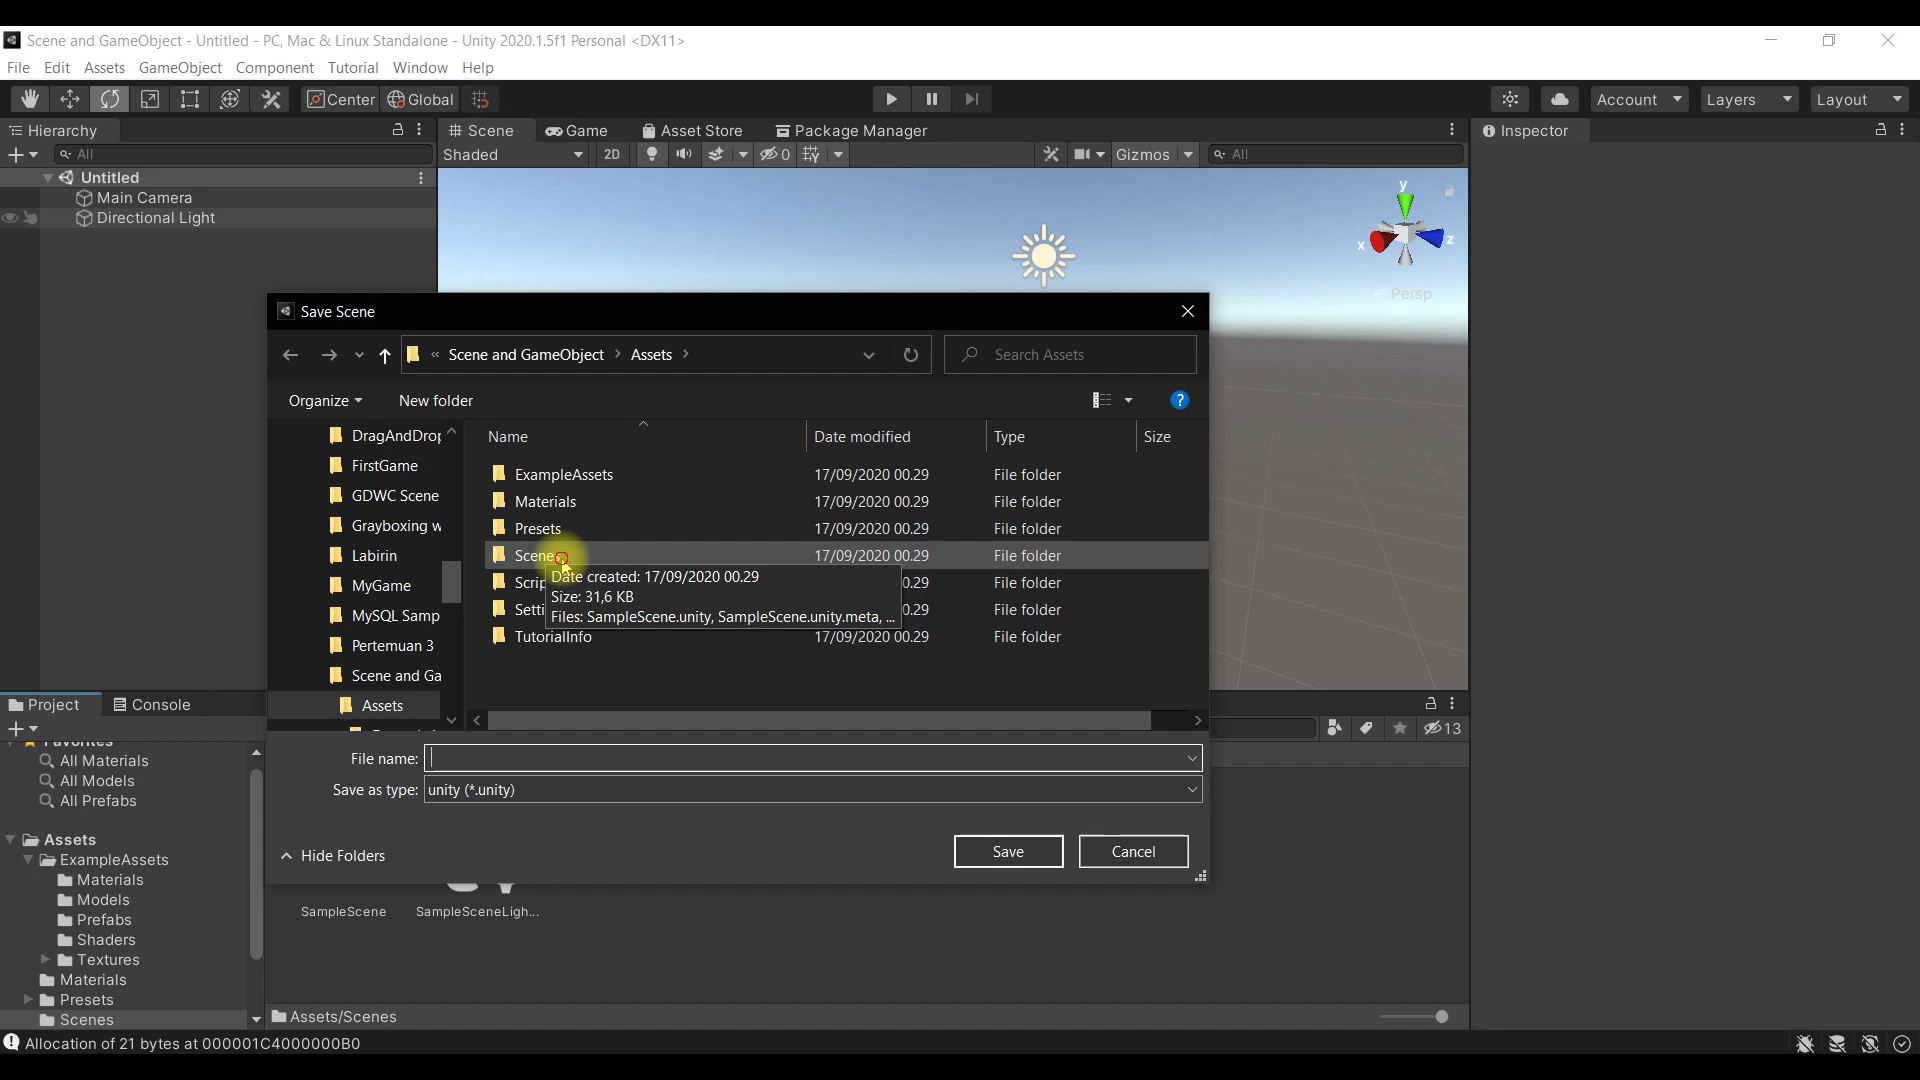 Scene and GameObject - Untitled - PC, Mac & Linux Standalone - Unity 2020.1.5f1 Personal <DX11>
File Edit Assets GameObject Component Tutorial Window Help
Center Global Account Layers Layout
Hierarchy Scene Game Asset Store Package Manager Inspector
All Shaded 2D 0 Gizmos All
Untitled
Main Camera
Directional Light
y
x z
Persp
Save Scene
« Scene and GameObject > Assets > Search Assets
Organize New folder ?
Name Date modified Type Size
DragAndDrop
FirstGame
GDWC Scene
Grayboxing w
Labirin
MyGame
MySQL Samp
Pertemuan 3
Scene and Ga
Assets
ExampleAssets 17/09/2020 00.29 File folder
Materials 17/09/2020 00.29 File folder
Presets 17/09/2020 00.29 File folder
Scenes 17/09/2020 00.29 File folder
Scrip 0.29 File folder
Setti 0.29 File folder
TutorialInfo 17/09/2020 00.29 File folder
Date created: 17/09/2020 00.29
Size: 31,6 KB
Files: SampleScene.unity, SampleScene.unity.meta, ...
File name:
Save as type: unity (*.unity)
Hide Folders Save Cancel
Project Console
13
Favorites
All Materials
All Models
All Prefabs
Assets
ExampleAssets
Materials
Models
Prefabs
Shaders
Textures
Materials
Presets
Scenes
SampleScene SampleSceneLigh...
Assets/Scenes
Allocation of 21 bytes at 000001C4000000B0